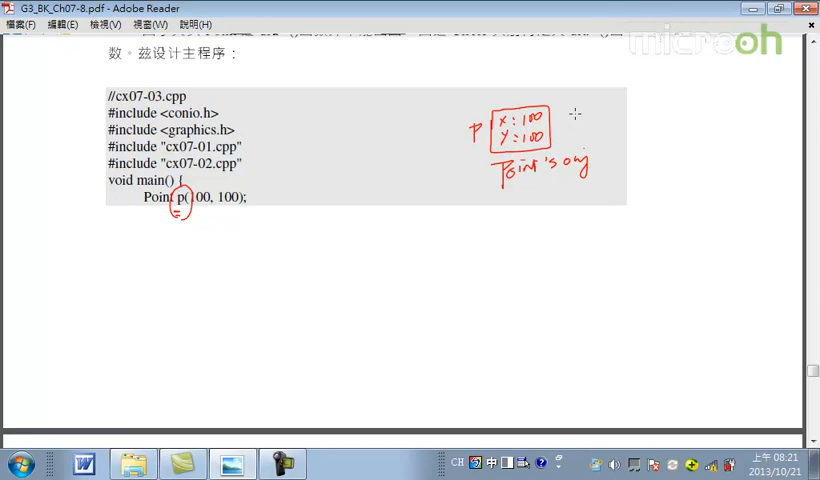 G3_BK_Ch07-8.pdf - Adobe Reader
檔案(F) 編輯(E) 檢視(V) 視窗(W) 說明(H)
microoh
数。兹设计主程序：
//cx07-03.cpp
#include <conio.h>
#include <graphics.h>
#include "cx07-01.cpp"
#include "cx07-02.cpp"
void main() {
Point p(100, 100);
p
x:100
y:100
Point's obj
CH 中
上午 08:21
2013/10/21